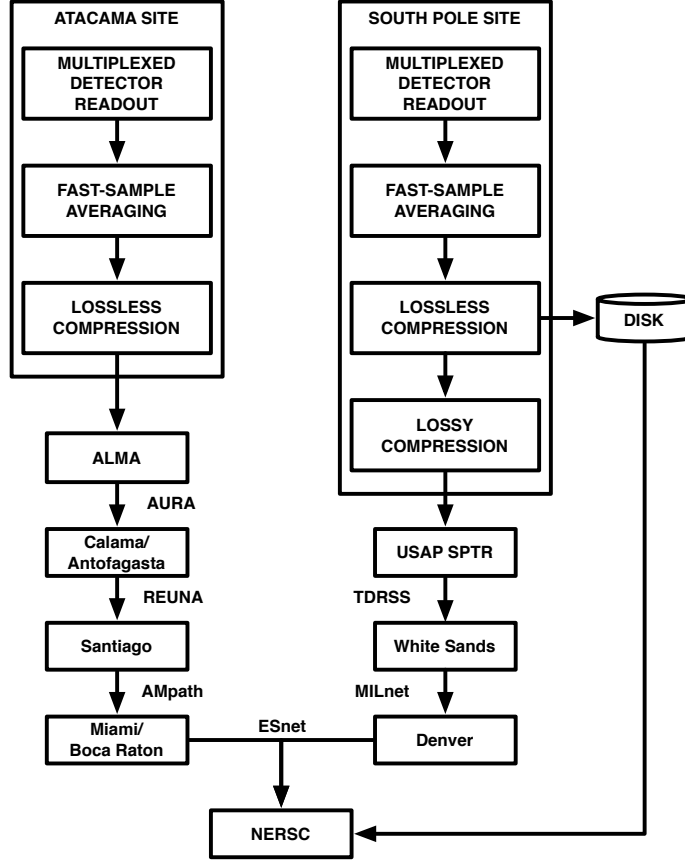 ATACAMA SITE
MULTIPLEXED
DETECTOR
READOUT
FAST-SAMPLE
AVERAGING
LOSSLESS
COMPRESSION
ALMA
AURA
Calama/
Antofagasta
REUNA
Santiago
AMpath
Miami/
Boca Raton
SOUTH POLE SITE
MULTIPLEXED
DETECTOR
READOUT
FAST-SAMPLE
AVERAGING
LOSSLESS
COMPRESSION
DISK
LOSSY
COMPRESSION
USAP SPTR
TDRSS
White Sands
MILnet
Denver
ESnet
NERSC